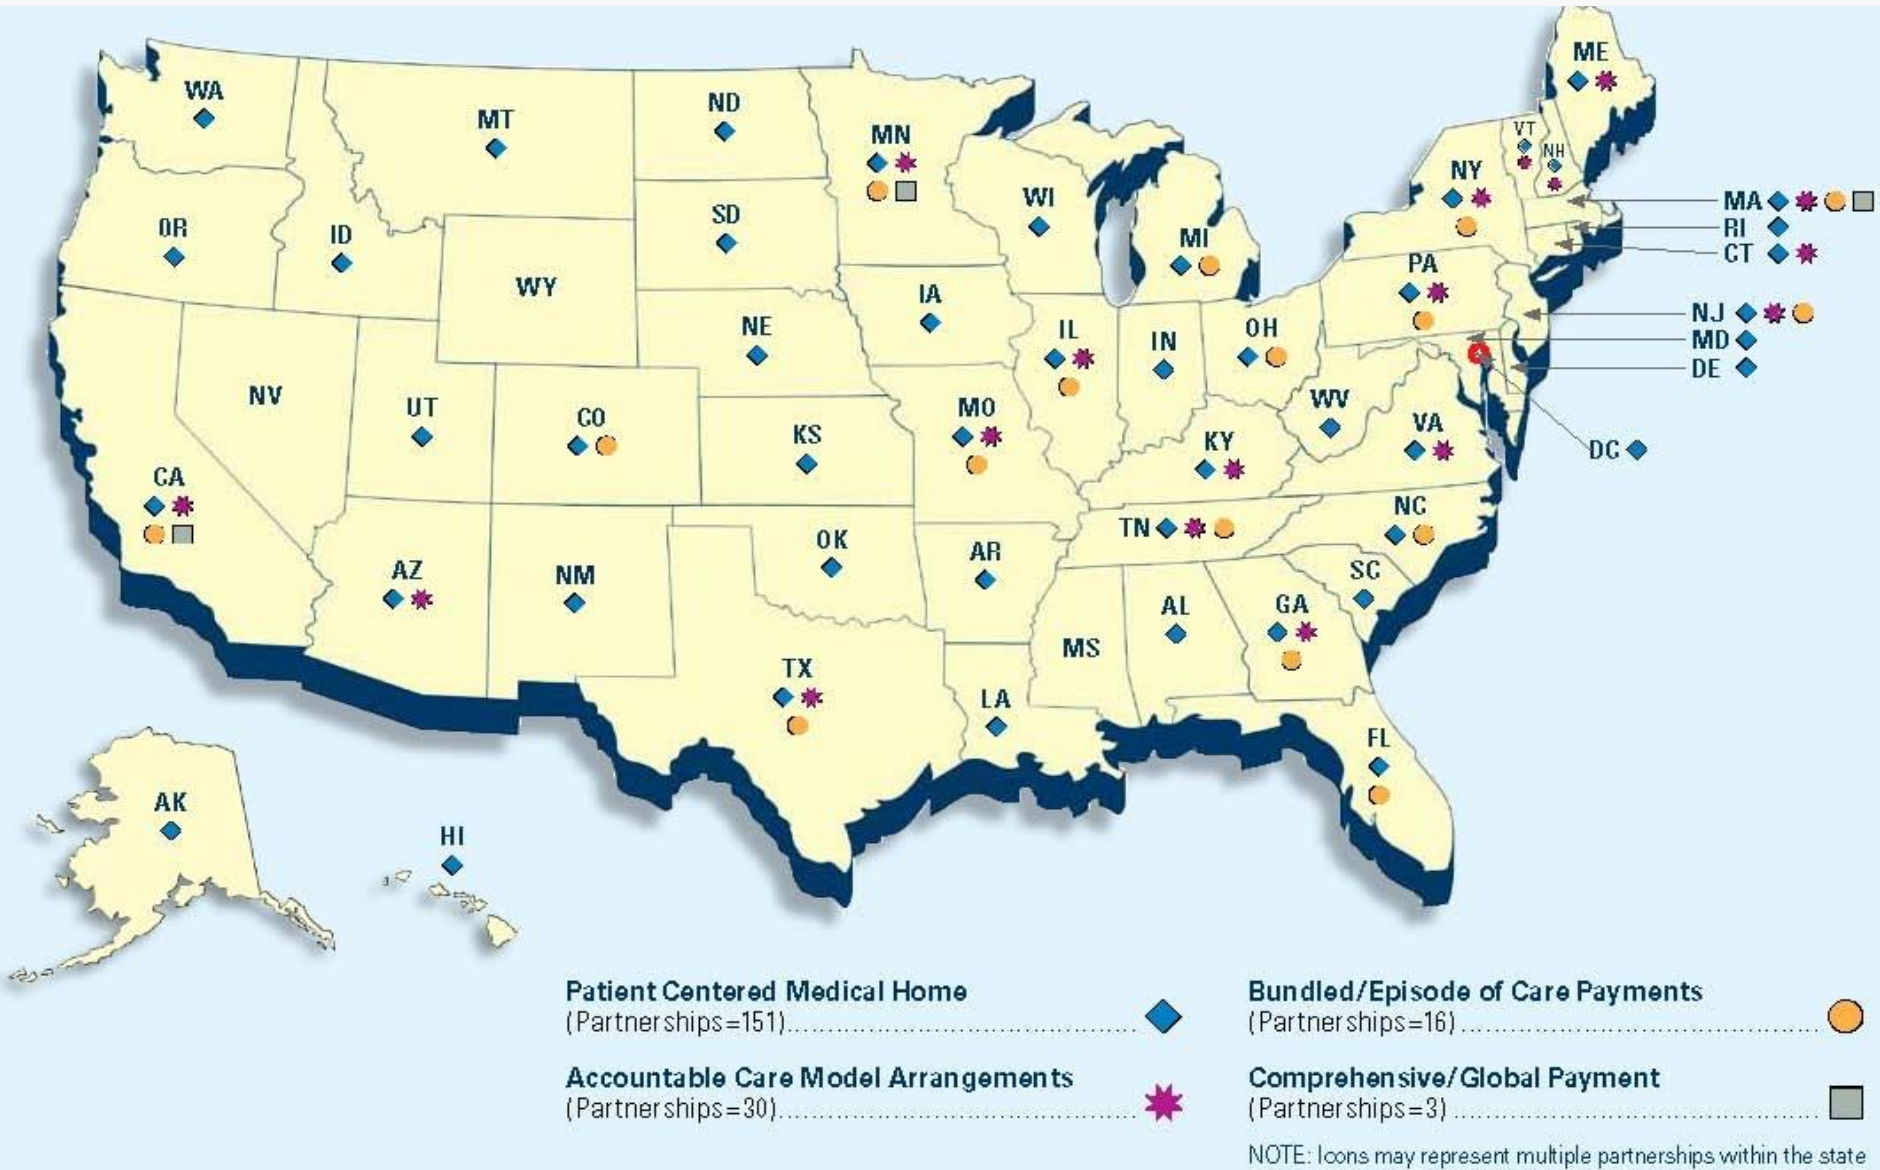 ME
WA
ND
MT
MN
VT
NH
NY
WI
MA
SD
OR
RI
ID
MI
CT
PA
WY
IA
NJ
NE
IL
OH
IN
MD
DE
NV
WV
UT
MO
CO
VA
KS
KY
DC
CA
NC
TN
OK
AR
AZ
SC
NM
GA
AL
MS
TX
LA
FL
AK
HI
Patient Centered Medical Home
(Partnerships=151)
Bundled/Episode of Care Payments
(Partnerships=16)
Accountable Care Model Arrangements
(Partnerships=30)
Comprehensive/Global Payment
(Partnerships=3)
NOTE: Icons may represent multiple partnerships within the state